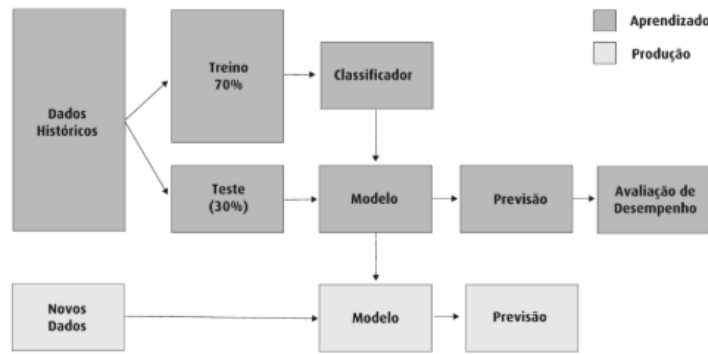 Aprendizado
Produção
Treino
70%
Classificador
Dados
Históricos
Teste
(30%)
Modelo
Previsão
Avaliação de
Desempenho
Novos
Dados
Modelo
Previsão